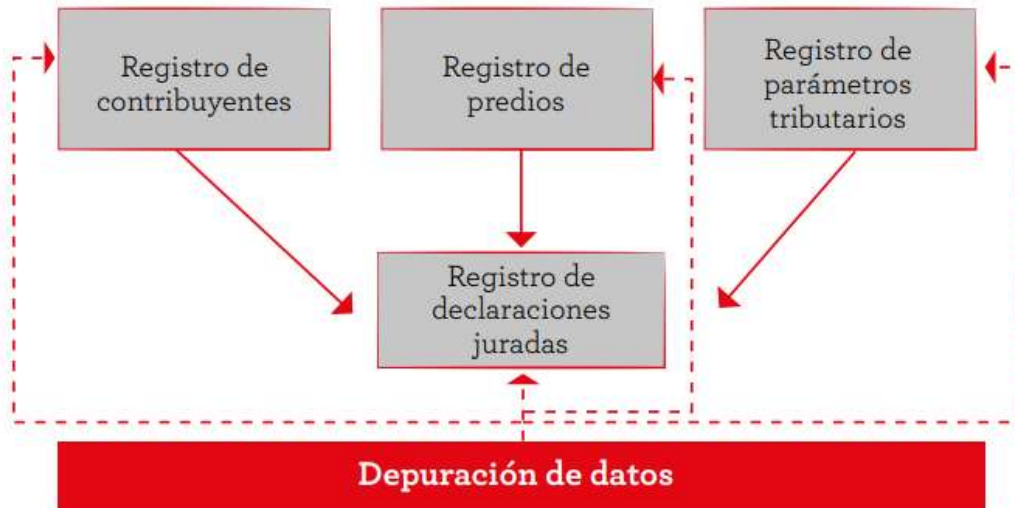 Registro de
contribuyentes
Registro de
predios
Registro de
parámetros
tributarios
Registro de
declaraciones
juradas
Depuración de datos